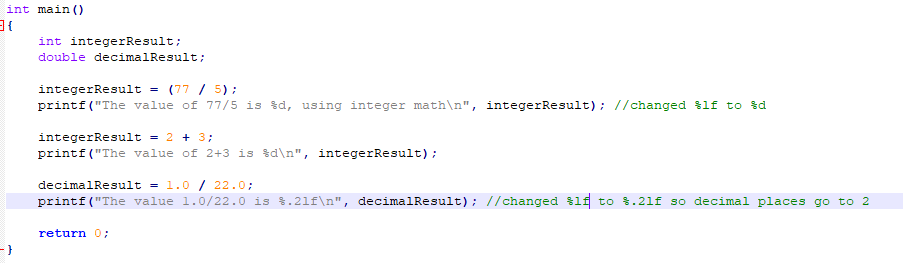 int main()
{
int integerResult;
double decimalResult;
integerResult = (77 / 5);
printf("The value of 77/5 is %d, using integer math\n", integerResult); //changed %lf to %d
integerResult = 2 + 3;
printf("The value of 2+3 is %d\n", integerResult);
decimalResult = 1.0 / 22.0;
printf("The value 1.0/22.0 is %.2lf\n", decimalResult); //changed %lf to %.2lf so decimal places go to 2
return 0;
}